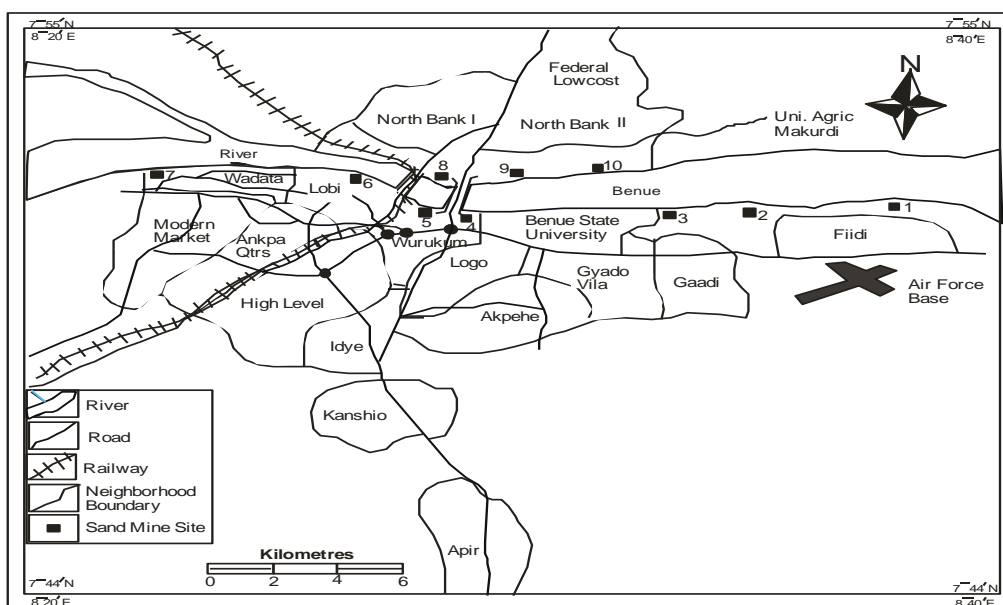 7° 55' N
8° 20' E
7° 55' N
8° 40' E
N
Federal
Lowcost
North Bank I
North Bank II
Uni. Agric
Makurdi
River
Wadata
Lobi
7
6
8
9
10
Benue
1
2
3
4
5
Modern
Market
Ankpa
Qtrs
Wurukum
Benue State
University
Fiidi
Logo
Gyado
Vila
Gaadi
High Level
Akpehe
Air Force
Base
Idye
Kanshio
Apir
River
Road
Railway
Neighborhood
Boundary
Sand Mine Site
Kilometres
0 2 4 6
7° 44' N
8° 20' E
7° 44' N
8° 40' E